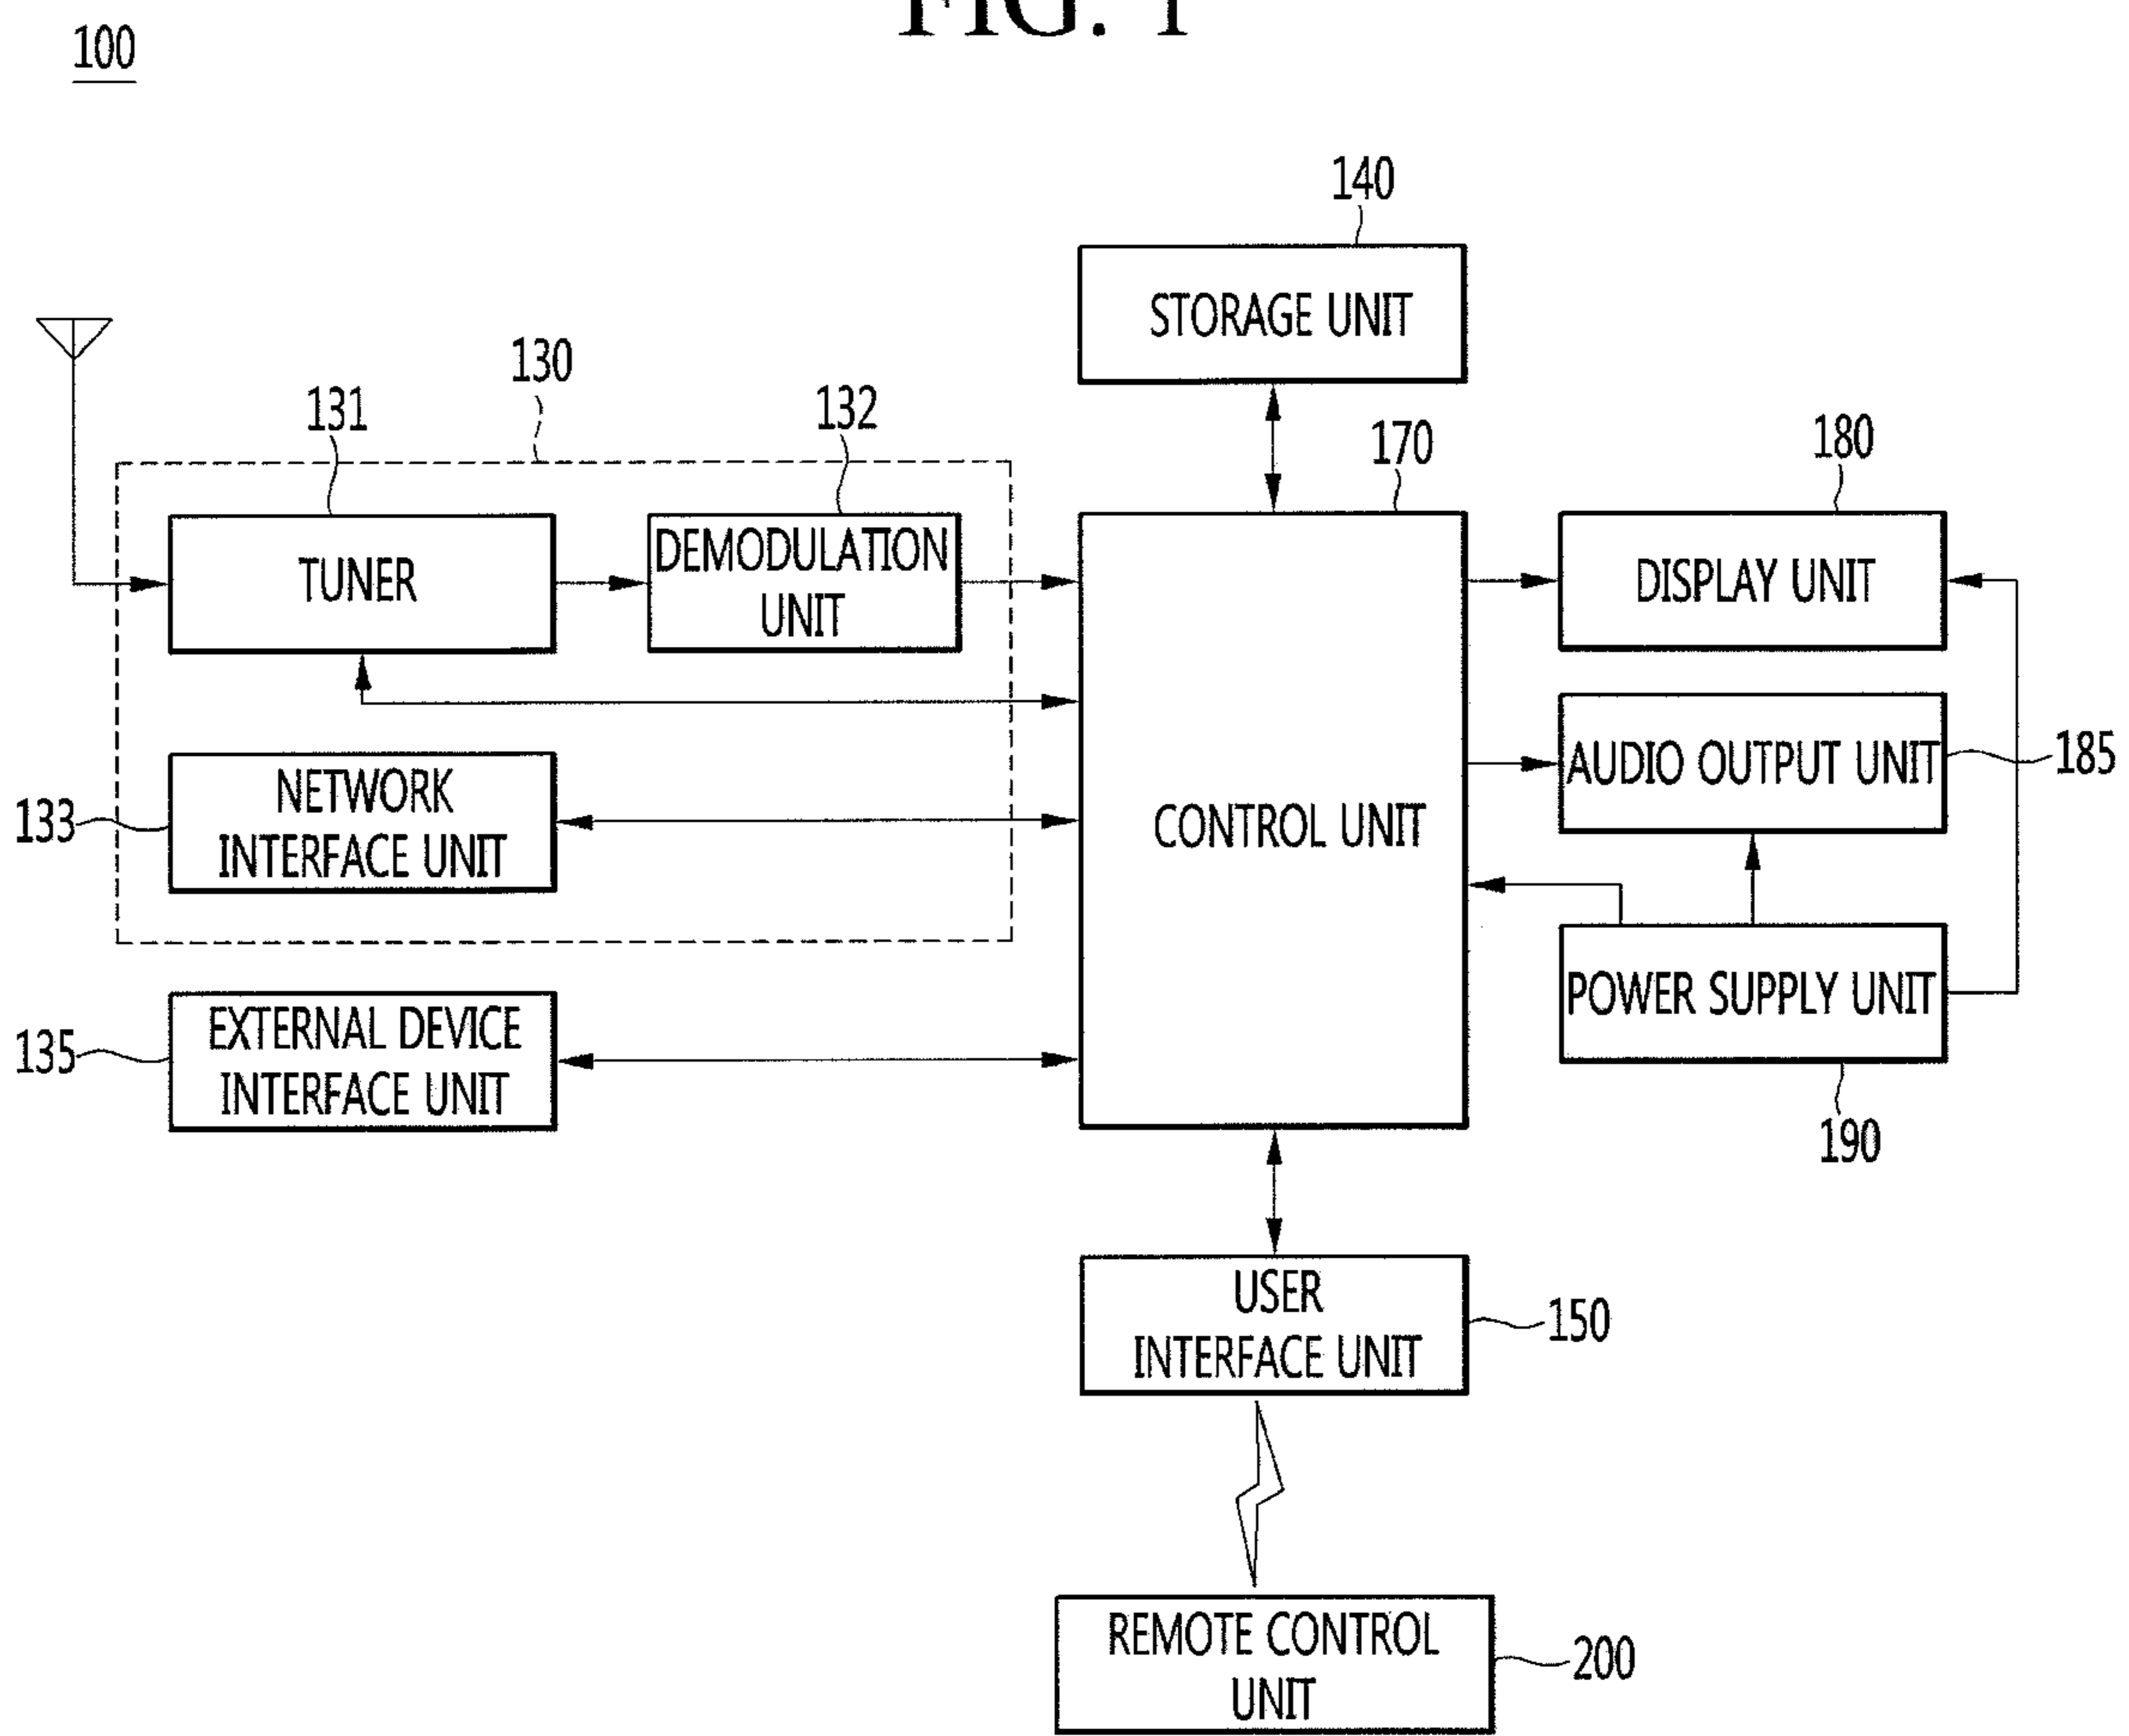 FIG. 1
100
140
STORAGE UNIT
130
131
132
170
180
TUNER
DEMODULATION
UNIT
DISPLAY UNIT
NETWORK
INTERFACE UNIT
133
CONTROL UNIT
AUDIO OUTPUT UNIT
185
EXTERNAL DEVICE
INTERFACE UNIT
135
POWER SUPPLY UNIT
190
USER
INTERFACE UNIT
150
REMOTE CONTROL
UNIT
200